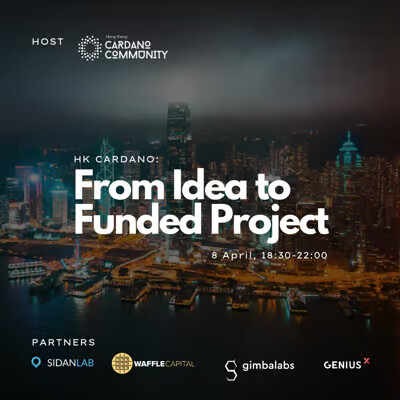 HOST
Hong Kong
CARDANO
COMMUNITY
HK CARDANO:
From Idea to
Funded Project
8 April, 18:30-22:00
PARTNERS
SIDANLAB
WAFFLECAPITAL
gimbalabs
GENIUS X